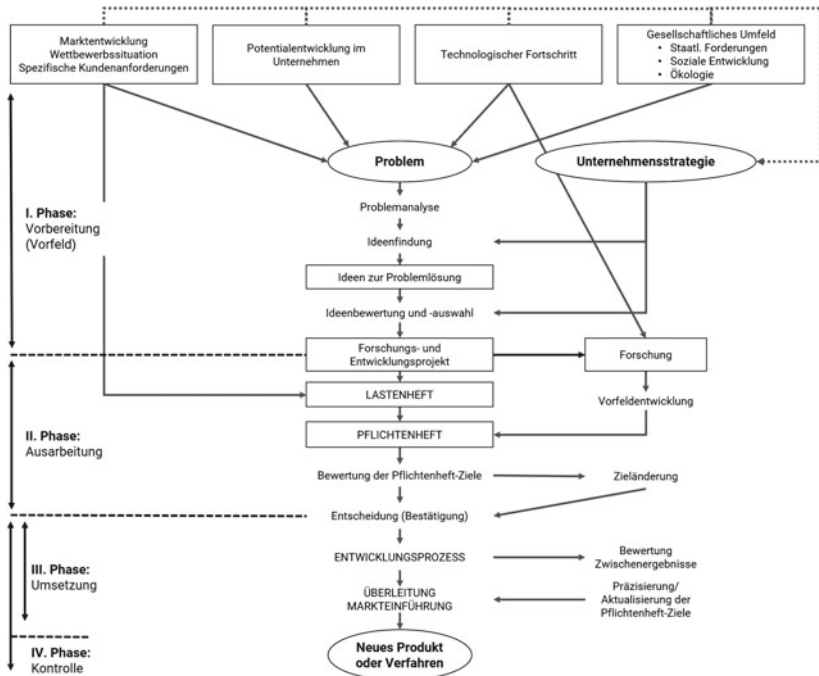 Marktentwicklung
Wettbewerbssituation
Spezifische Kundenanforderungen
Potentialentwicklung im
Unternehmen
Technologischer Fortschritt
Gesellschaftliches Umfeld
• Staatl. Forderungen
• Soziale Entwicklung
• Ökologie
Problem
Unternehmensstrategie
Problemanalyse
I. Phase:
Vorbereitung
(Vorfeld)
Ideenfindung
Ideen zur Problemlösung
Ideenbewertung und -auswahl
Forschungs- und
Entwicklungsprojekt
Forschung
LASTENHEFT
Vorfeldentwicklung
II. Phase:
Ausarbeitung
PFLICHTENHEFT
Bewertung der Pflichtenheft-Ziele
Zieländerung
Entscheidung (Bestätigung)
III. Phase:
Umsetzung
ENTWICKLUNGSPROZESS
Bewertung
Zwischenergebnisse
ÜBERLEITUNG
MARKTEINFÜHRUNG
Präzisierung/
Aktualisierung der
Pflichtenheft-Ziele
IV. Phase:
Kontrolle
Neues Produkt
oder Verfahren